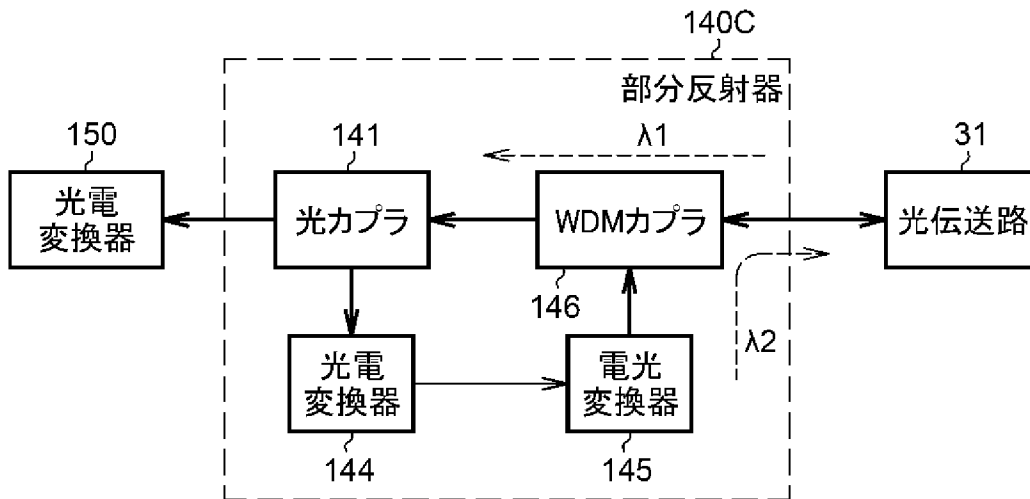 140C
部分反射器
150
141
λ1
31
光電
変換器
光カプラ
WDMカプラ
光伝送路
146
λ2
光電
変換器
電光
変換器
144
145